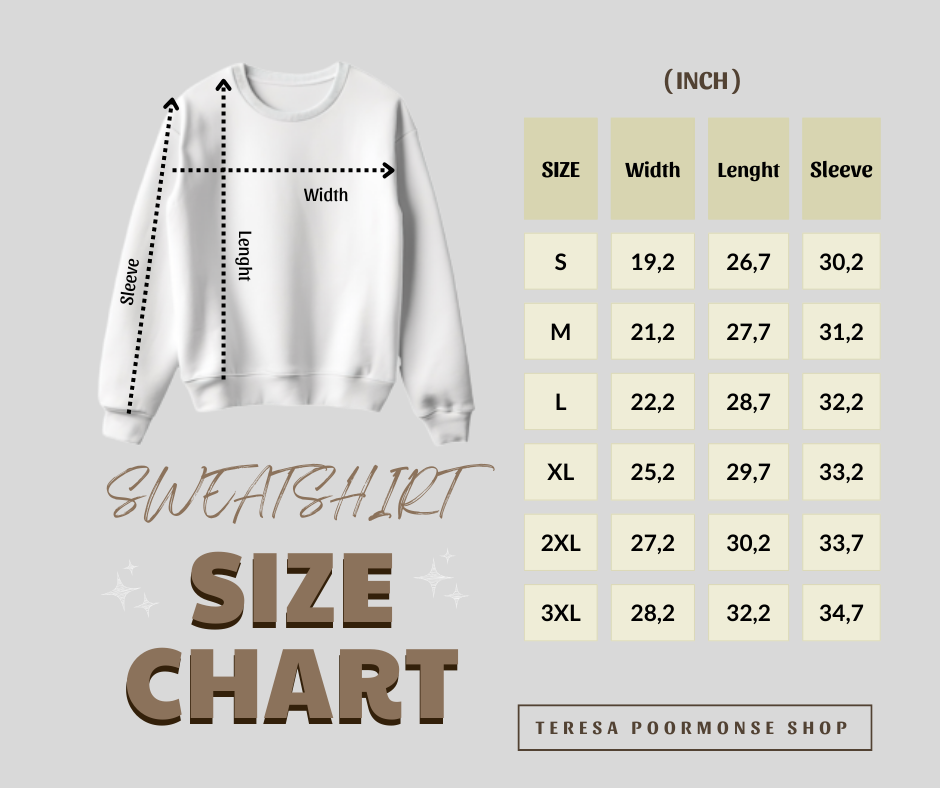 Width
Lenght
Sleeve
SWEATSHIRT
SIZE
CHART
(INCH)
SIZE Width Lenght Sleeve
S 19,2 26,7 30,2
M 21,2 27,7 31,2
L 22,2 28,7 32,2
XL 25,2 29,7 33,2
2XL 27,2 30,2 33,7
3XL 28,2 32,2 34,7
TERESA POORMONSE SHOP